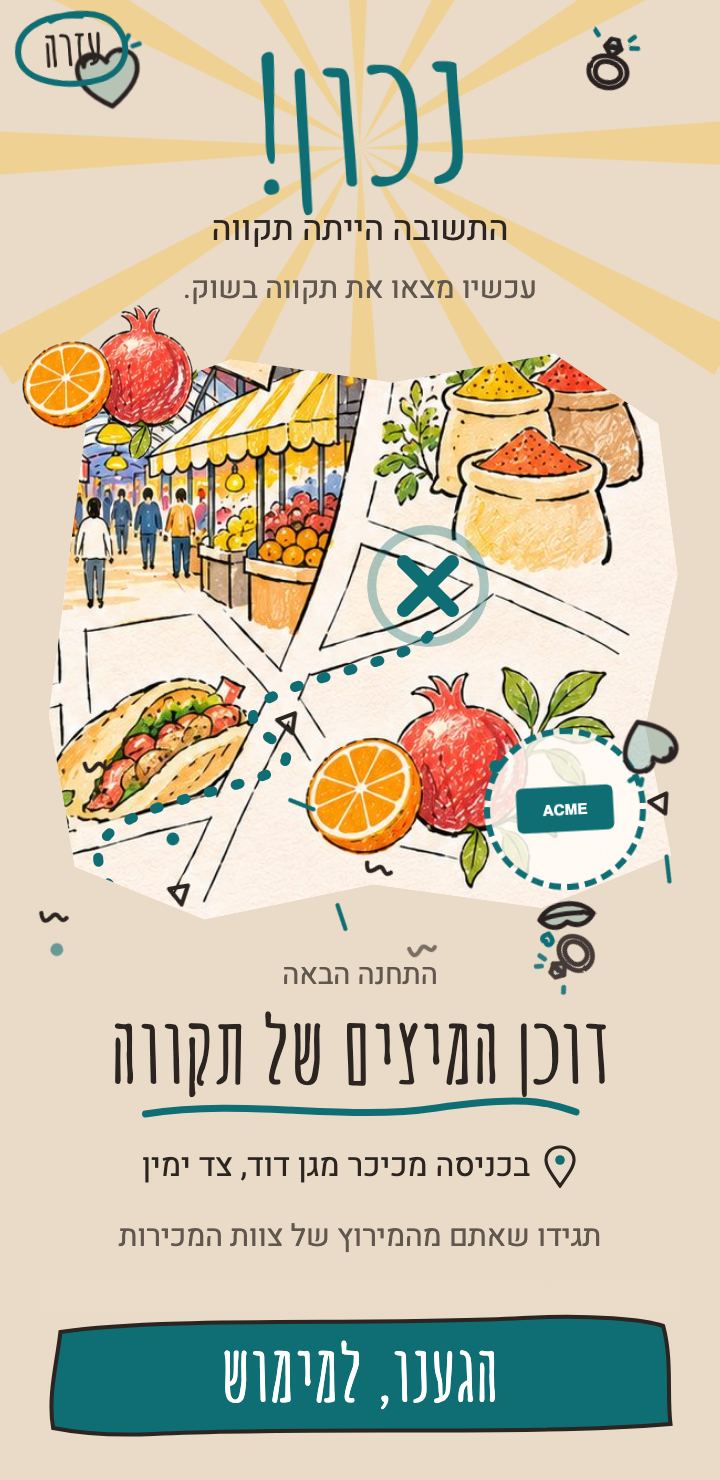 עזרה
נכון!
התשובה הייתה תקווה
עכשיו מצאו את תקווה בשוק.
ACME
התחנה הבאה
דוכן המיצים של תקווה
בכניסה מכיכר מגן דוד, צד ימין
תגידו שאתם מהמירוץ של צוות המכירות
הגענו, למימוש